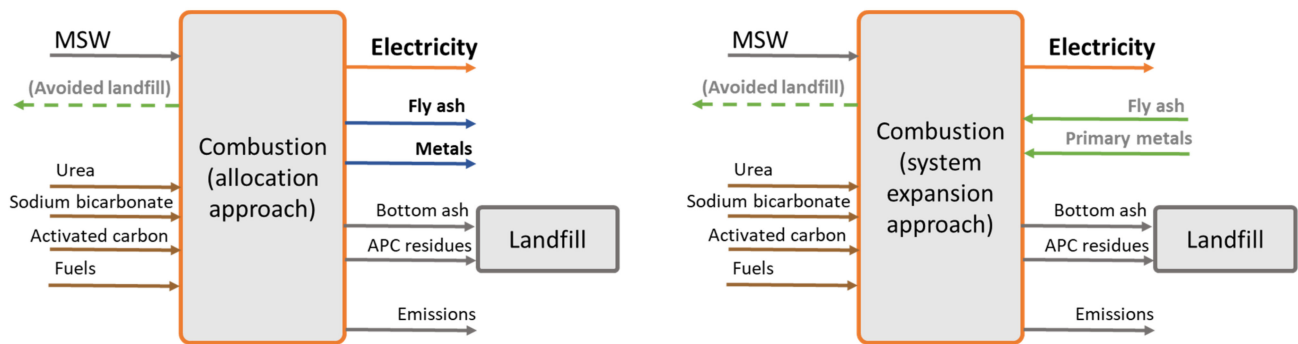 MSW
(Avoided landfill)
Urea
Sodium bicarbonate
Activated carbon
Fuels
Combustion
(allocation
approach)
Electricity
Fly ash
Metals
Bottom ash
APC residues
Landfill
Emissions
MSW
(Avoided landfill)
Urea
Sodium bicarbonate
Activated carbon
Fuels
Combustion
(system
expansion
approach)
Electricity
Fly ash
Primary metals
Bottom ash
APC residues
Landfill
Emissions